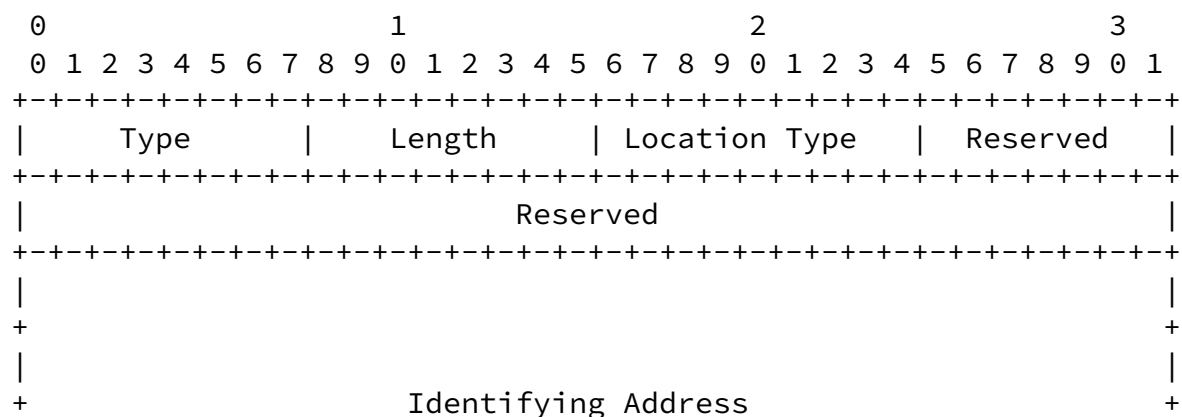 0                   1                   2                   3
 0 1 2 3 4 5 6 7 8 9 0 1 2 3 4 5 6 7 8 9 0 1 2 3 4 5 6 7 8 9 0 1
+-+-+-+-+-+-+-+-+-+-+-+-+-+-+-+-+-+-+-+-+-+-+-+-+-+-+-+-+-+-+-+-+
|     Type      |    Length     | Location Type   |  Reserved   |
+-+-+-+-+-+-+-+-+-+-+-+-+-+-+-+-+-+-+-+-+-+-+-+-+-+-+-+-+-+-+-+-+
|                           Reserved                            |
+-+-+-+-+-+-+-+-+-+-+-+-+-+-+-+-+-+-+-+-+-+-+-+-+-+-+-+-+-+-+-+-+
|                                                               |
+                                                               +
|                                                               |
+                     Identifying Address                       +